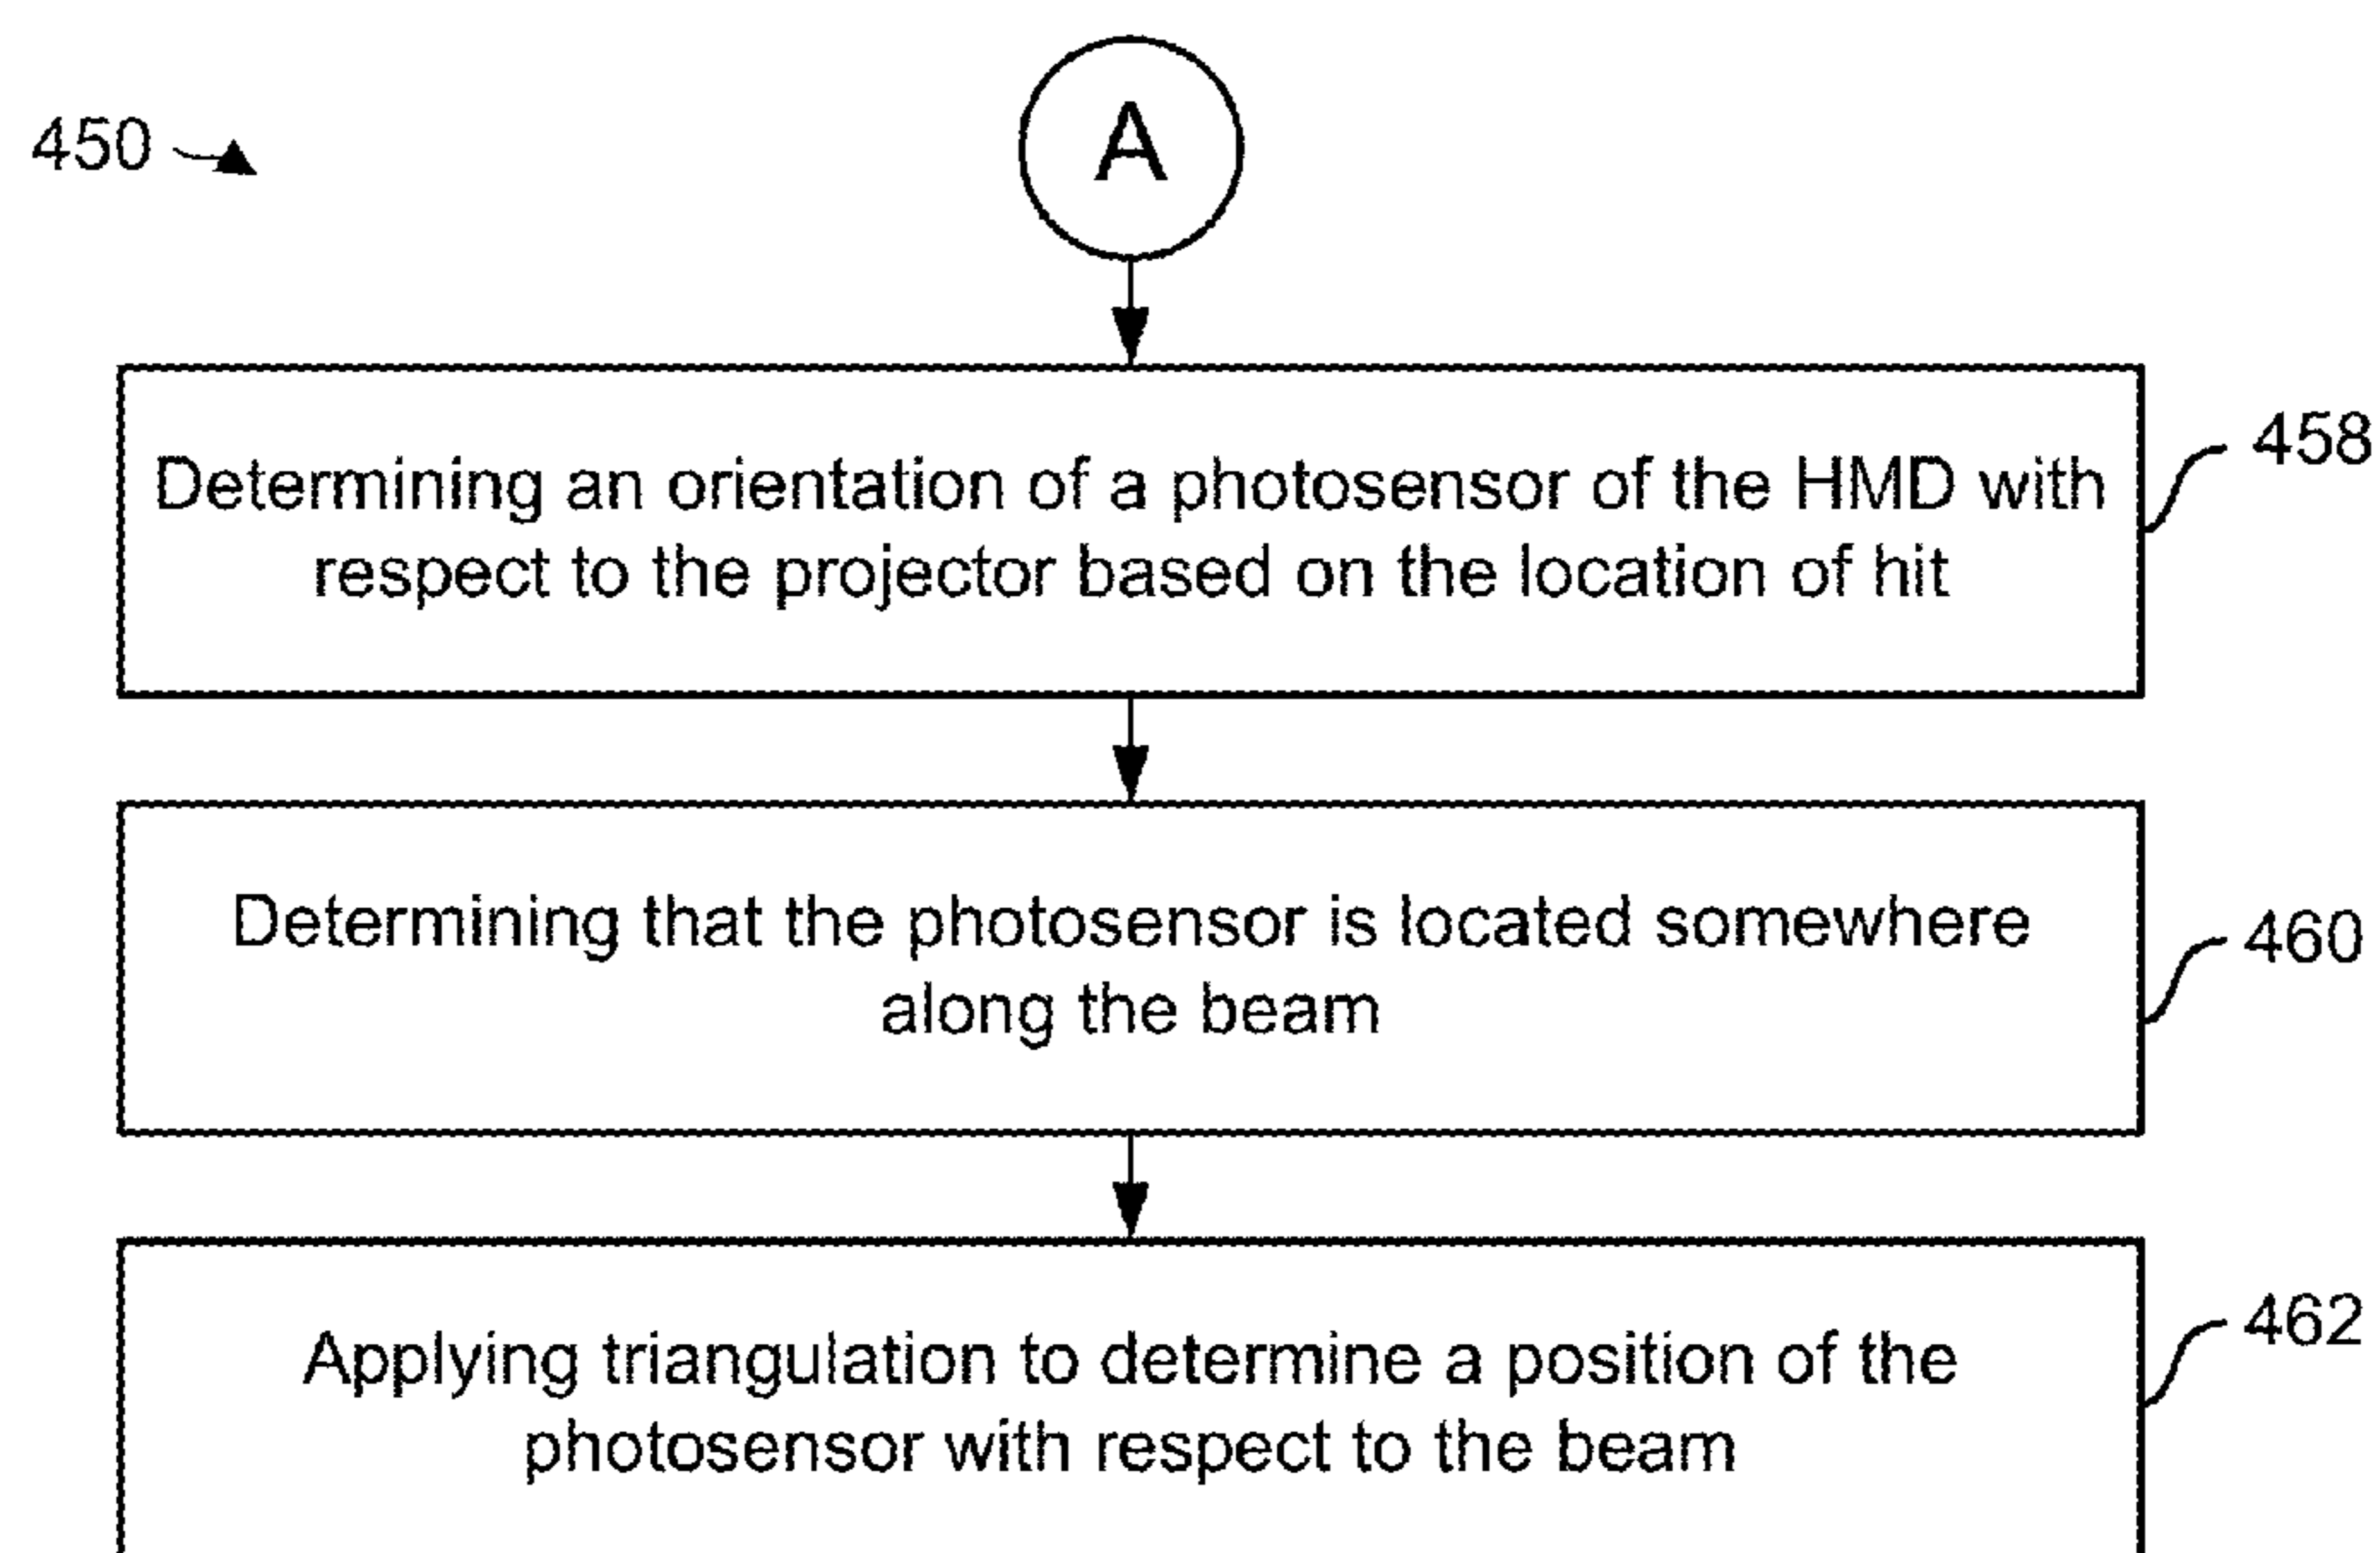 A
450
Determining an orientation of a photosensor of the HMD with
respect to the projector based on the location of hit
458
Determining that the photosensor is located somewhere
along the beam
460
Applying triangulation to determine a position of the
photosensor with respect to the beam
462